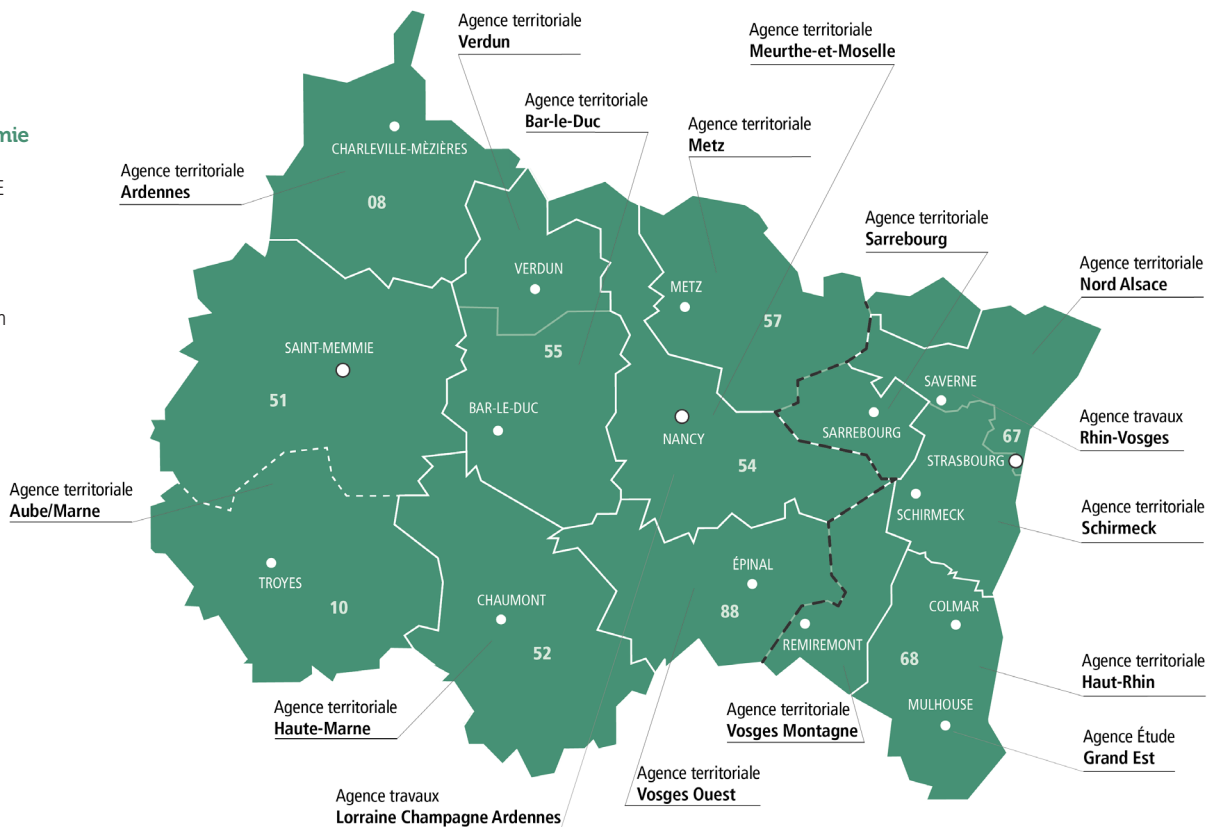 Agence territoriale
Verdun
Agence territoriale
Meurthe-et-Moselle
Agence territoriale
Bar-le-Duc
Agence territoriale
Metz
mie
CHARLEVILLE-MÈZIÈRES
Agence territoriale
Ardennes
E
08
Agence territoriale
Sarrebourg
Agence territoriale
Nord Alsace
VERDUN
METZ
n
57
SAINT-MEMMIE
55
51
SAVERNE
BAR-LE-DUC
Agence travaux
Rhin-Vosges
NANCY
SARREBOURG
67
54
STRASBOURG
Agence territoriale
Aube/Marne
SCHIRMECK
Agence territoriale
Schirmeck
TROYES
10
CHAUMONT
ÉPINAL
88
COLMAR
52
REMIREMONT
68
Agence territoriale
Haut-Rhin
Agence territoriale
Haute-Marne
Agence territoriale
Vosges Montagne
MULHOUSE
Agence Étude
Grand Est
Agence territoriale
Vosges Ouest
Agence travaux
Lorraine Champagne Ardennes